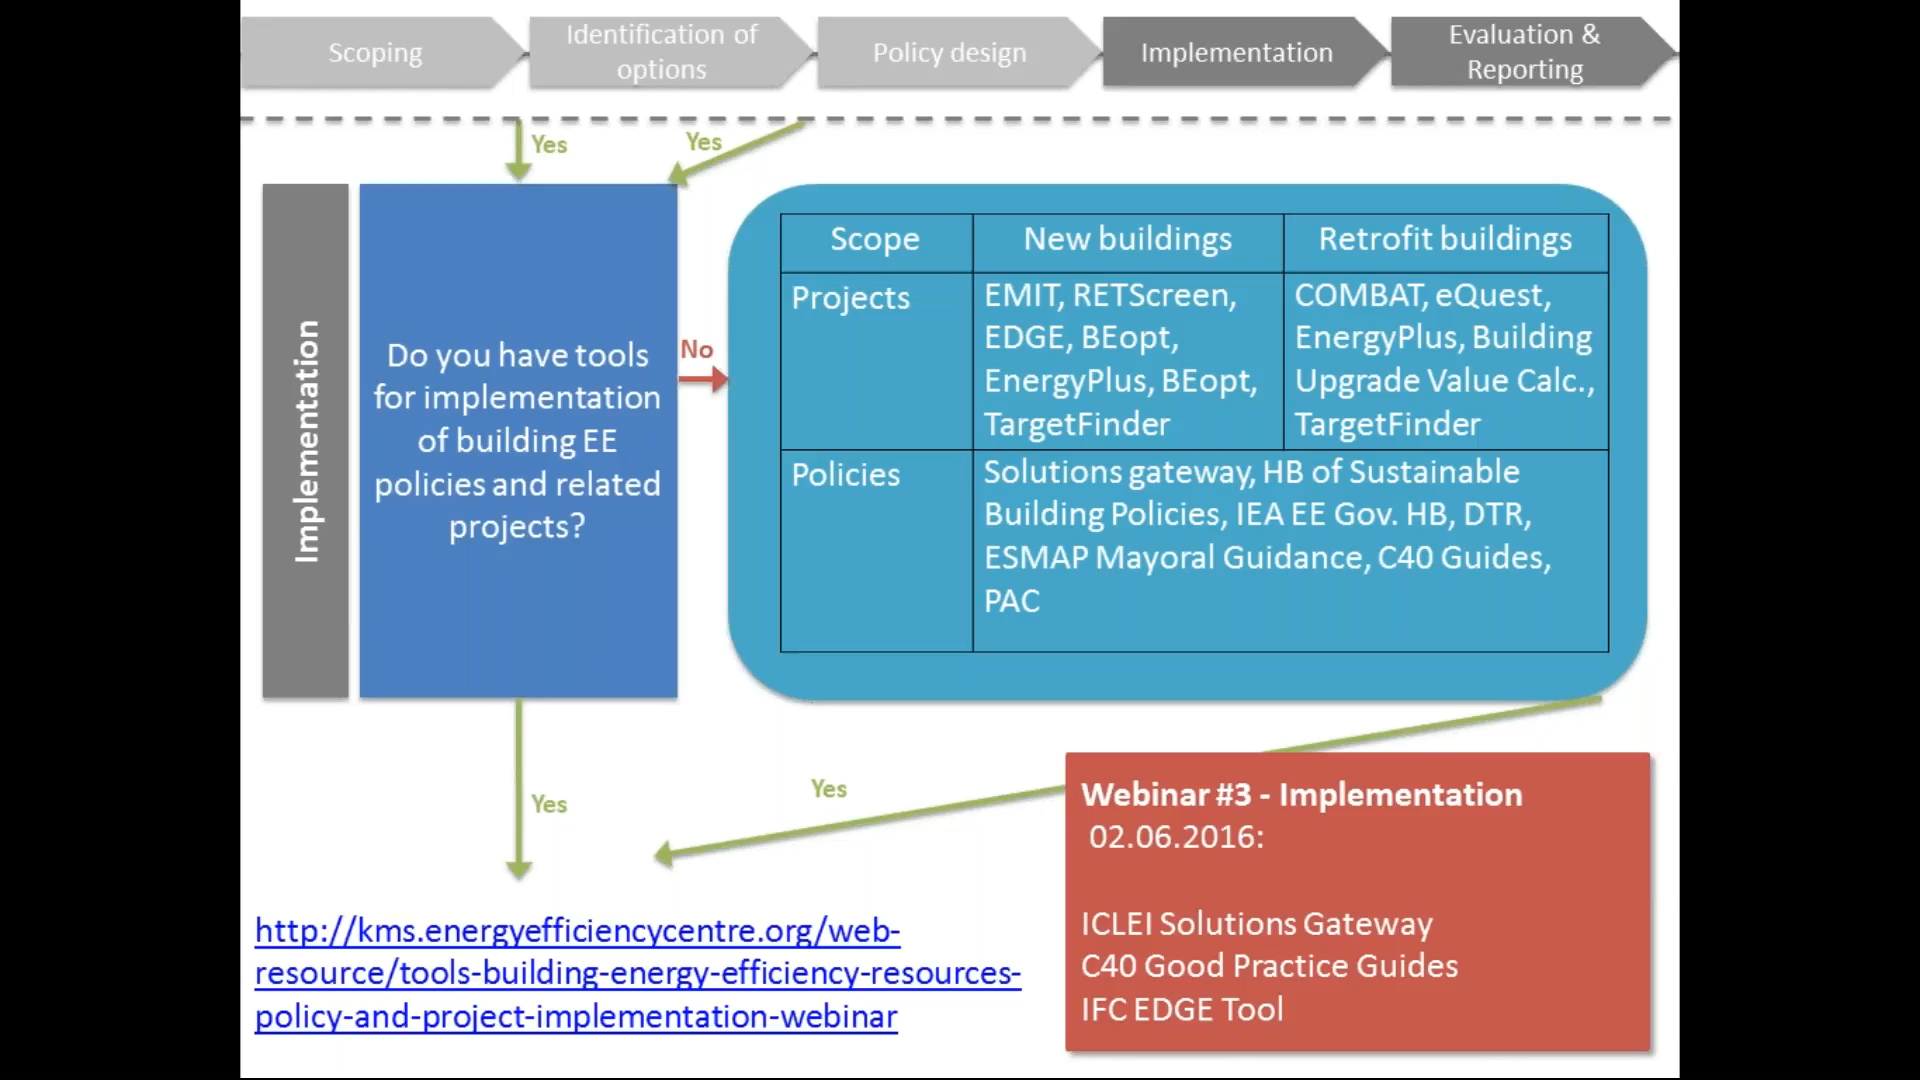 Scoping
Identification of
options
Policy design
Implementation
Evaluation &
Reporting
Yes
Yes
Implementation
Do you have tools
for implementation
of building EE
policies and related
projects?
No
Scope
New buildings
Retrofit buildings
Projects
EMIT, RETScreen,
EDGE, BEopt,
EnergyPlus, BEopt,
TargetFinder
COMBAT, eQuest,
EnergyPlus, Building
Upgrade Value Calc.,
TargetFinder
Policies
Solutions gateway, HB of Sustainable
Building Policies, IEA EE Gov. HB, DTR,
ESMAP Mayoral Guidance, C40 Guides,
PAC
Yes
Yes
Webinar #3 - Implementation
02.06.2016:
ICLEI Solutions Gateway
C40 Good Practice Guides
IFC EDGE Tool
http://kms.energyefficiencycentre.org/web-
resource/tools-building-energy-efficiency-resources-
policy-and-project-implementation-webinar